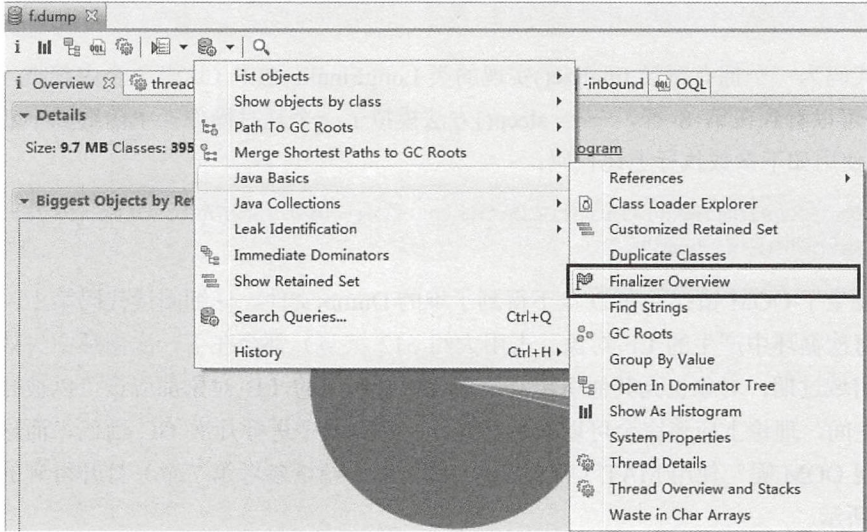 f.dump
i OQL
i Overview thread -inbound OQL
Details
Size: 9.7 MB Classes: 395 ogram
Biggest Objects by Ret
List objects
Show objects by class
Path To GC Roots
Merge Shortest Paths to GC Roots
Java Basics
Java Collections
Leak Identification
Immediate Dominators
Show Retained Set
Search Queries... Ctrl+Q
History Ctrl+H
References
Class Loader Explorer
Customized Retained Set
Duplicate Classes
Finalizer Overview
Find Strings
GC Roots
Group By Value
Open In Dominator Tree
Show As Histogram
System Properties
Thread Details
Thread Overview and Stacks
Waste in Char Arrays